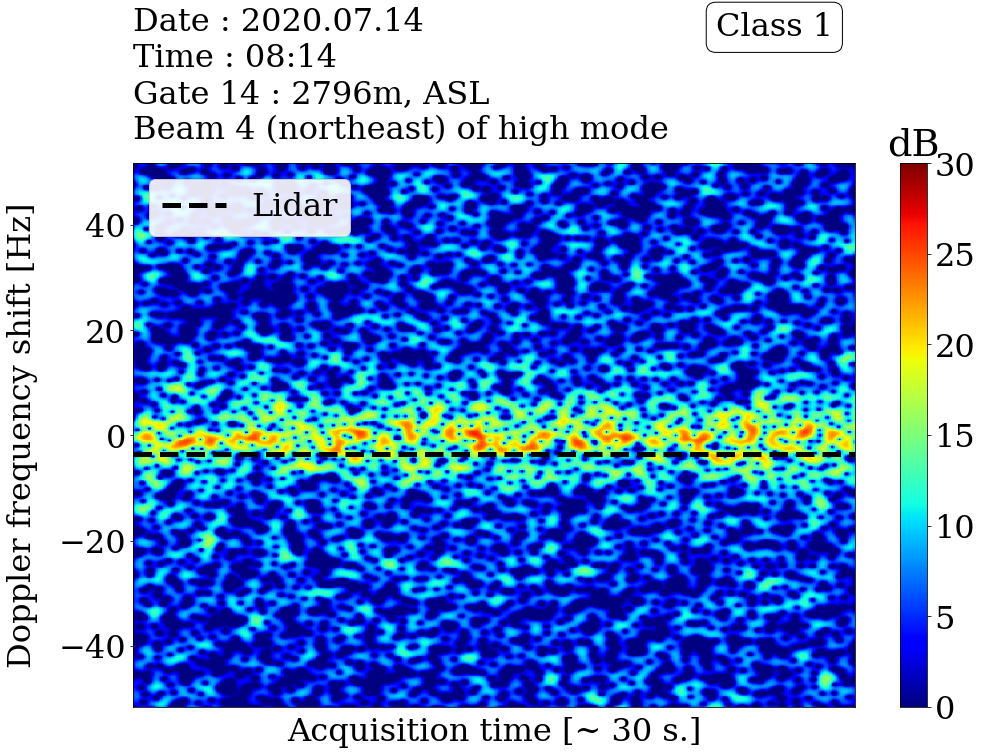 Date : 2020.07.14
Time : 08:14
Gate 14 : 2796m, ASL
Beam 4 (northeast) of high mode
Class 1
dB
Lidar
Doppler frequency shift [Hz]
40
20
0
−20
−40
30
25
20
15
10
5
0
Acquisition time [~ 30 s.]